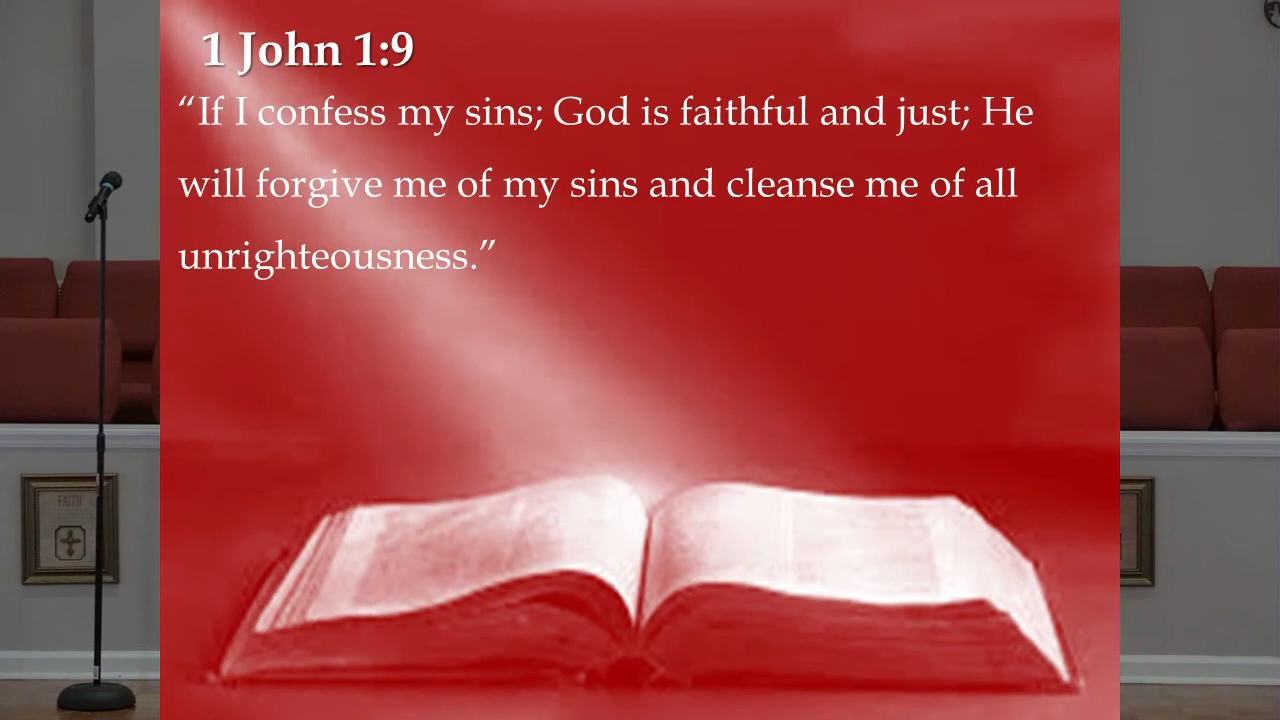 1 John 1:9
“If I confess my sins; God is faithful and just; He
will forgive me of my sins and cleanse me of all
unrighteousness.”
FAITH